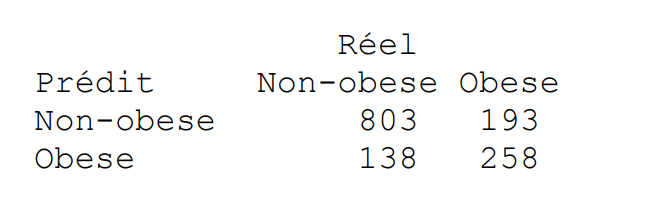 Réel
Prédit Non-obese Obese
Non-obese 803 193
Obese 138 258